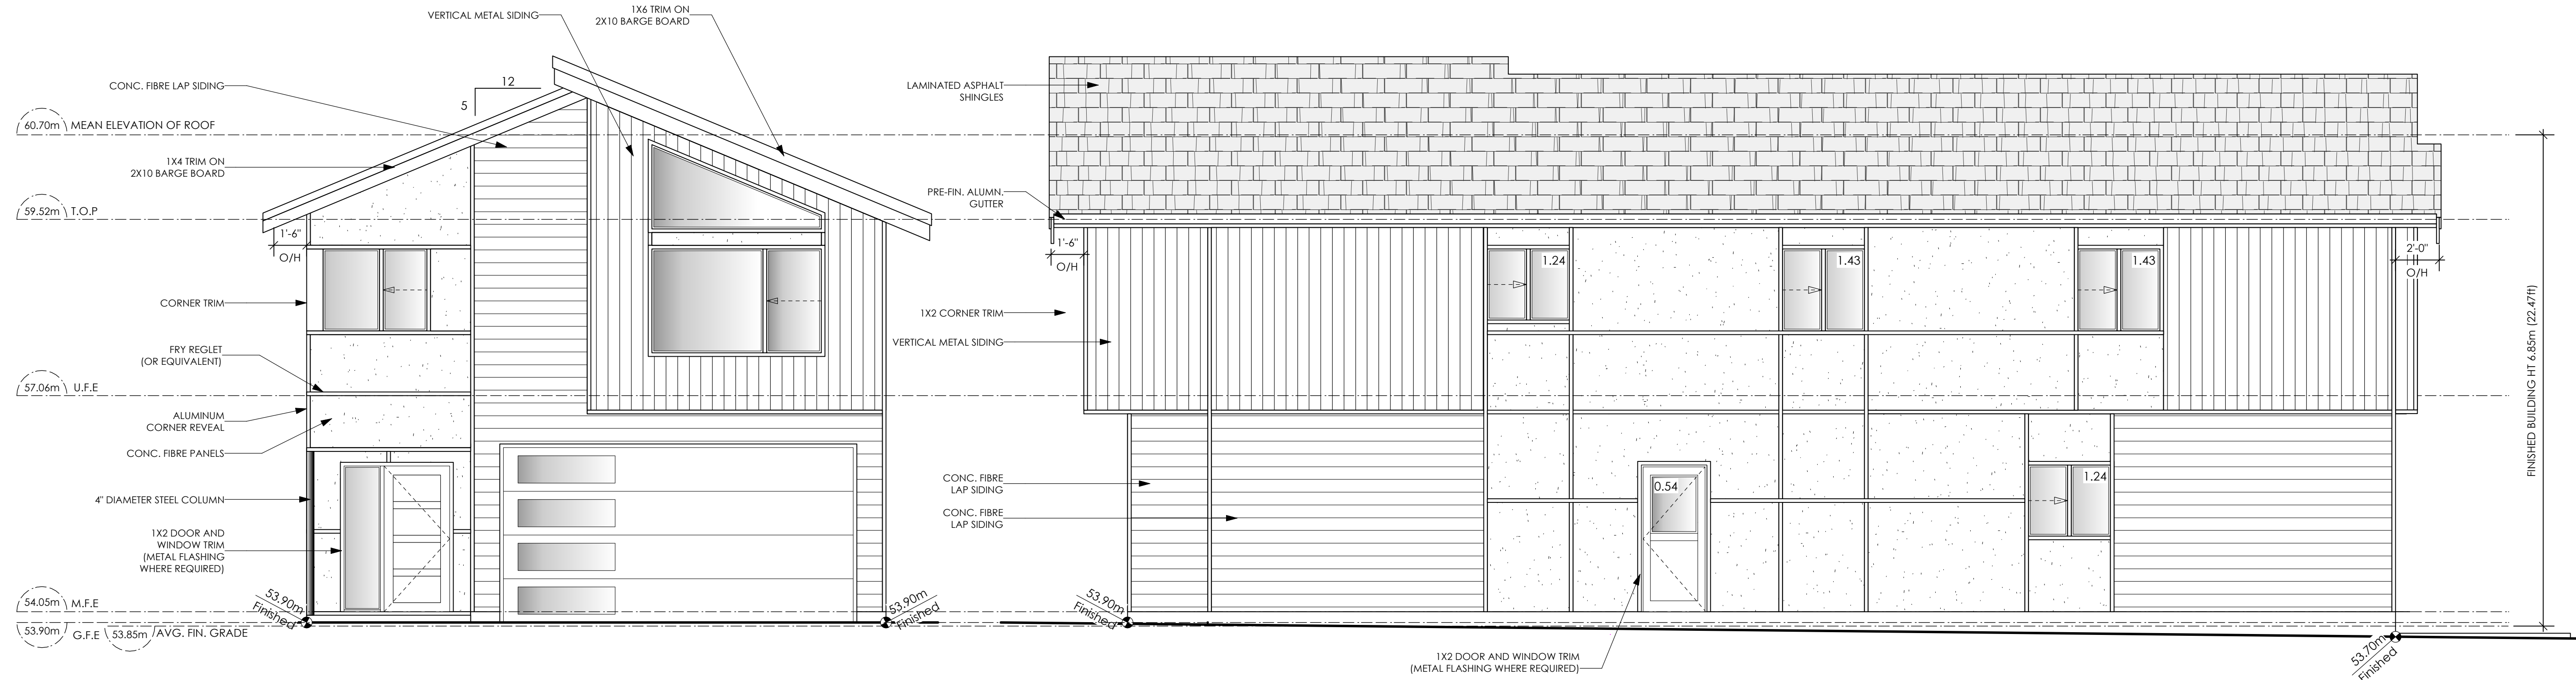 VERTICAL METAL SIDING
1X6 TRIM ON
2X10 BARGE BOARD
CONC. FIBRE LAP SIDING
12
5
60.70m
MEAN ELEVATION OF ROOF
1X4 TRIM ON
2X10 BARGE BOARD
59.52m
T.O.P
1'-6"
O/H
CORNER TRIM
FRY REGLET
(OR EQUIVALENT)
57.06m
U.F.E
ALUMINUM
CORNER REVEAL
CONC. FIBRE PANELS
4" DIAMETER STEEL COLUMN
1X2 DOOR AND
WINDOW TRIM
(METAL FLASHING
WHERE REQUIRED)
54.05m
M.F.E
53.90m
G.F.E
53.85m
AVG. FIN. GRADE
53.90m
Finished
53.90m
Finished
LAMINATED ASPHALT
SHINGLES
PRE-FIN. ALUMN.
GUTTER
1'-6"
O/H
1X2 CORNER TRIM
VERTICAL METAL SIDING
CONC. FIBRE
LAP SIDING
CONC. FIBRE
LAP SIDING
53.90m
Finished
1.24
1.43
1.43
2'-0"
O/H
0.54
1.24
1X2 DOOR AND WINDOW TRIM
(METAL FLASHING WHERE REQUIRED)
53.70m
Finished
FINISHED BUILDING HT 6.85m (22.47ft)